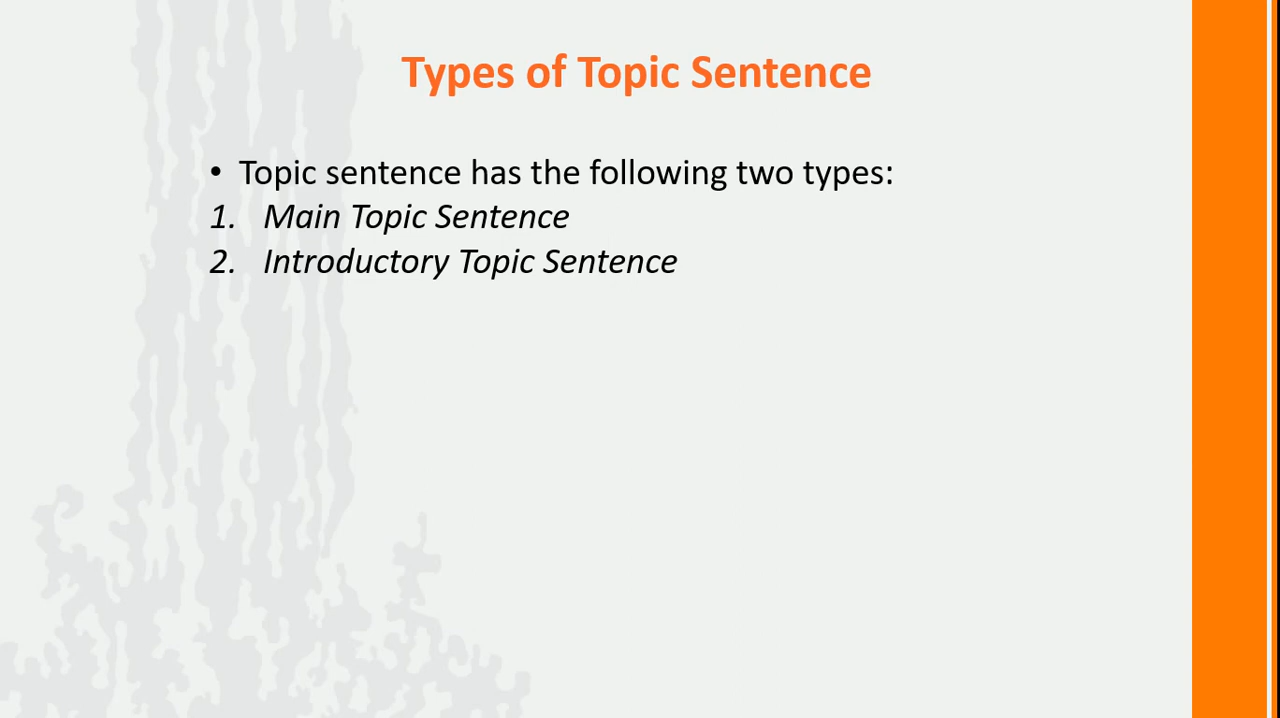 Types of Topic Sentence
• Topic sentence has the following two types:
1. Main Topic Sentence
2. Introductory Topic Sentence